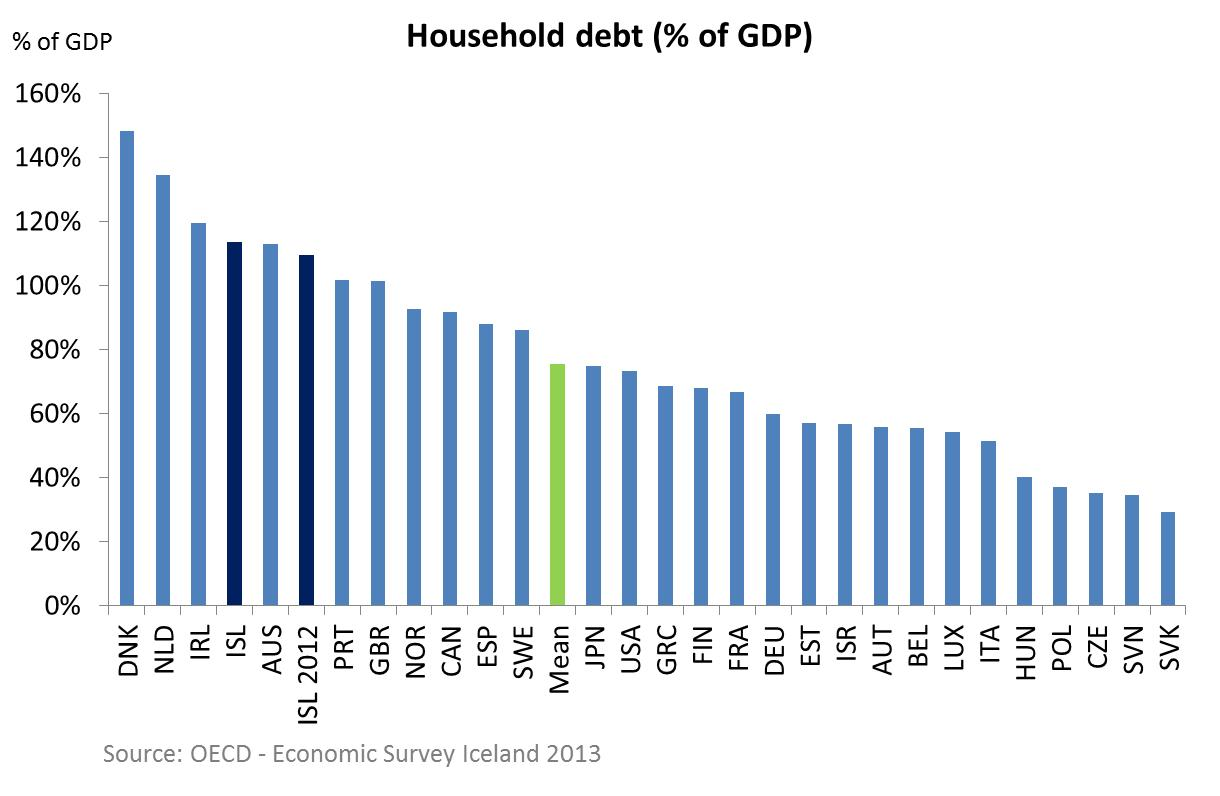 Household debt (% of GDP)
% of GDP
160%
140%
120%
100%
80%
60%
40%
20%
0%
DNK
NLD
IRL
ISL
AUS
ISL 2012
PRT
GBR
NOR
CAN
ESP
SWE
Mean
JPN
USA
GRC
FIN
FRA
DEU
EST
ISR
AUT
BEL
LUX
ITA
HUN
POL
CZE
SVN
SVK
Source: OECD - Economic Survey Iceland 2013